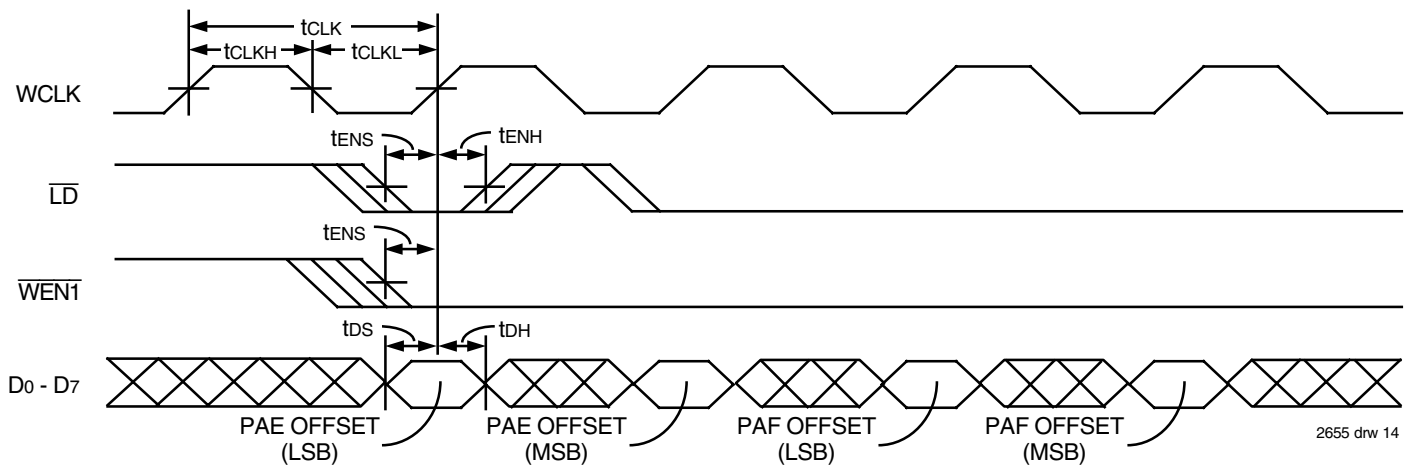 tCLK
tCLKH
tCLKL
WCLK
tENS
tENH
LD
tENS
WEN1
tDS
tDH
D0 - D7
PAE OFFSET
(LSB)
PAE OFFSET
(MSB)
PAF OFFSET
(LSB)
PAF OFFSET
(MSB)
2655 drw 14